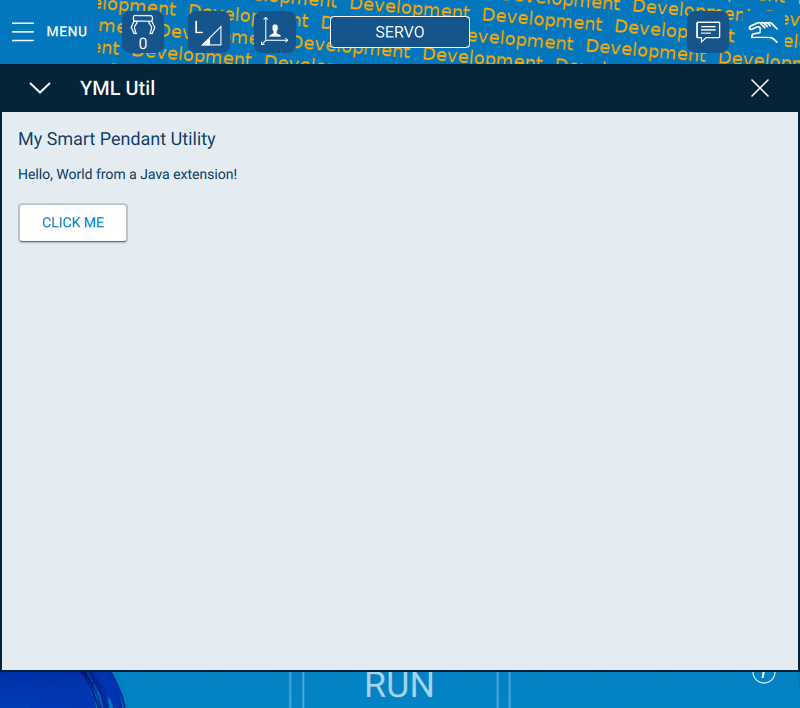 MENU
0
L
SERVO
Development Development Development Development
YML Util
My Smart Pendant Utility
Hello, World from a Java extension!
CLICK ME
RUN